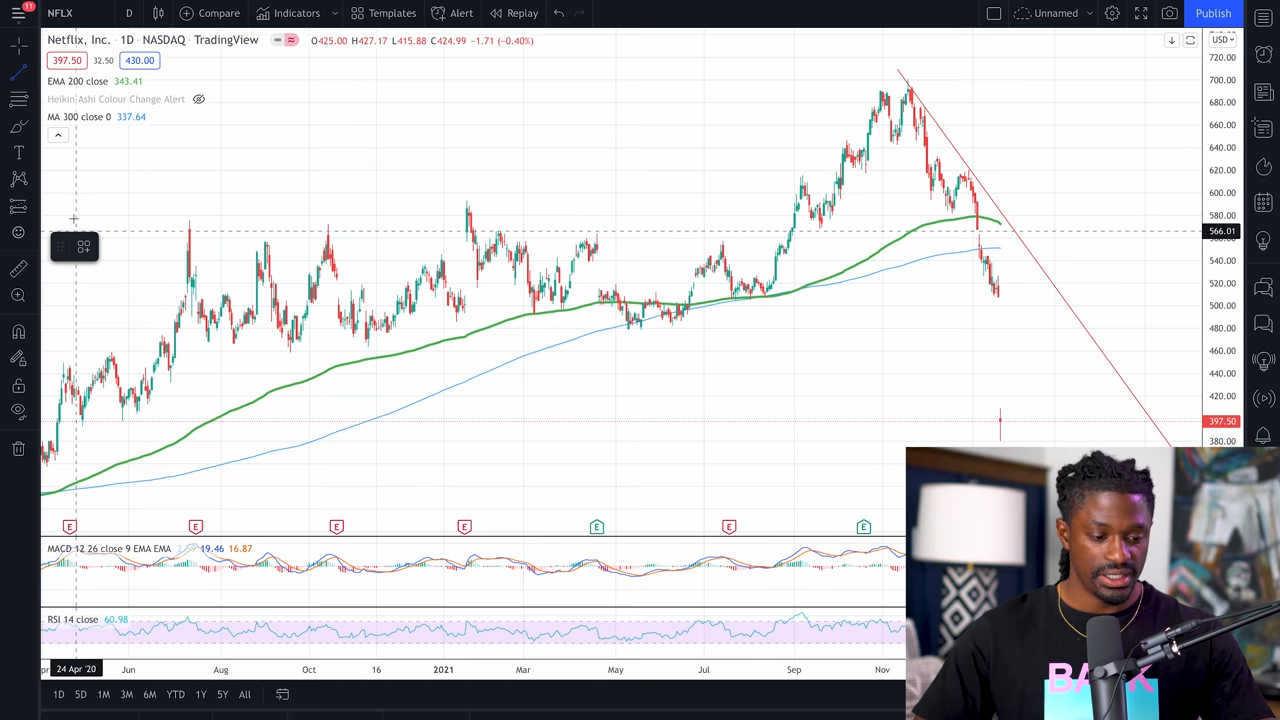 11
NFLX D Compare Indicators Templates Alert Replay Unnamed Publish
Netflix, Inc. · 1D · NASDAQ · TradingView O425.00 H427.17 L415.88 C424.99 −1.71 (−0.40%)
USD
397.50 32.50 430.00
EMA 200 close 343.41
Heikin-Ashi Colour Change Alert
MA 300 close 0 337.64
720.00
700.00
680.00
660.00
640.00
620.00
600.00
580.00
566.01
540.00
520.00
500.00
480.00
460.00
440.00
420.00
397.50
380.00
E E E E E E E
MACD 12 26 close 9 EMA EMA 19.46 16.87
RSI 14 close 60.98
24 Apr '20 Jun Aug Oct 16 2021 Mar May Jul Sep Nov
1D 5D 1M 3M 6M YTD 1Y 5Y All